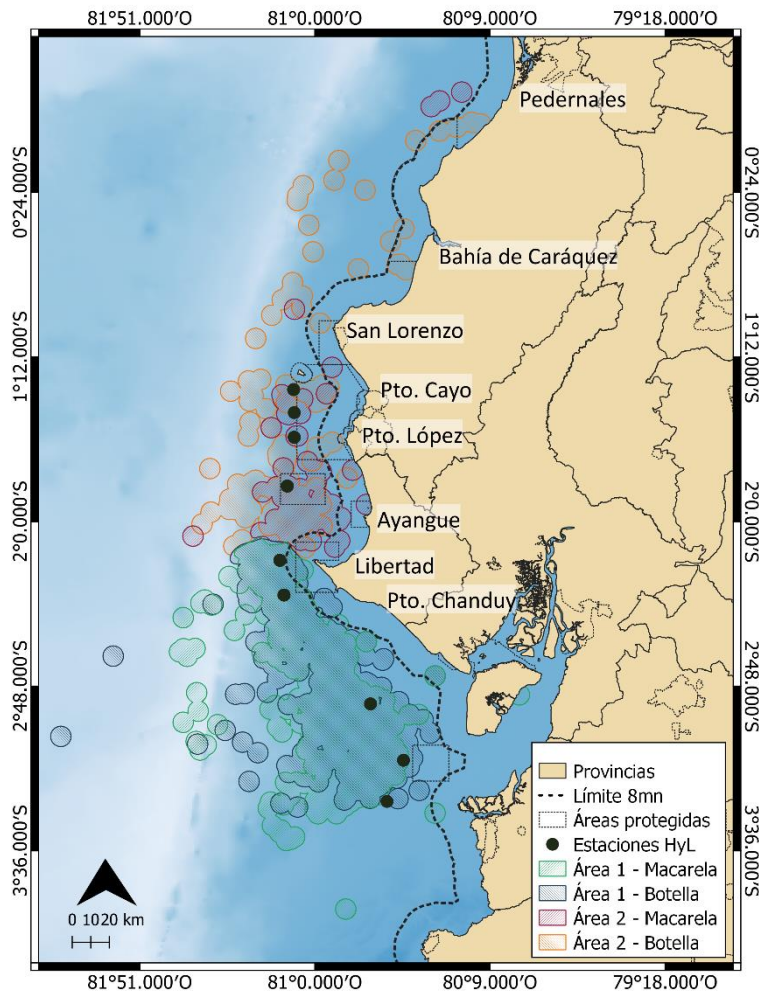 81°51.000'O 81°0.000'O 80°9.000'O 79°18.000'O
Pedernales
0°24.000'S 0°24.000'S
Bahía de Caráquez
San Lorenzo
1°12.000'S 1°12.000'S
Pto. Cayo
Pto. López
2°0.000'S 2°0.000'S
Ayangue
Libertad
Pto. Chanduy
2°48.000'S 2°48.000'S
Provincias
Límite 8mn
Áreas protegidas
Estaciones HyL
3°36.000'S 3°36.000'S
Área 1 - Macarela
Área 1 - Botella
Área 2 - Macarela
Área 2 - Botella
0 1020 km
81°51.000'O 81°0.000'O 80°9.000'O 79°18.000'O